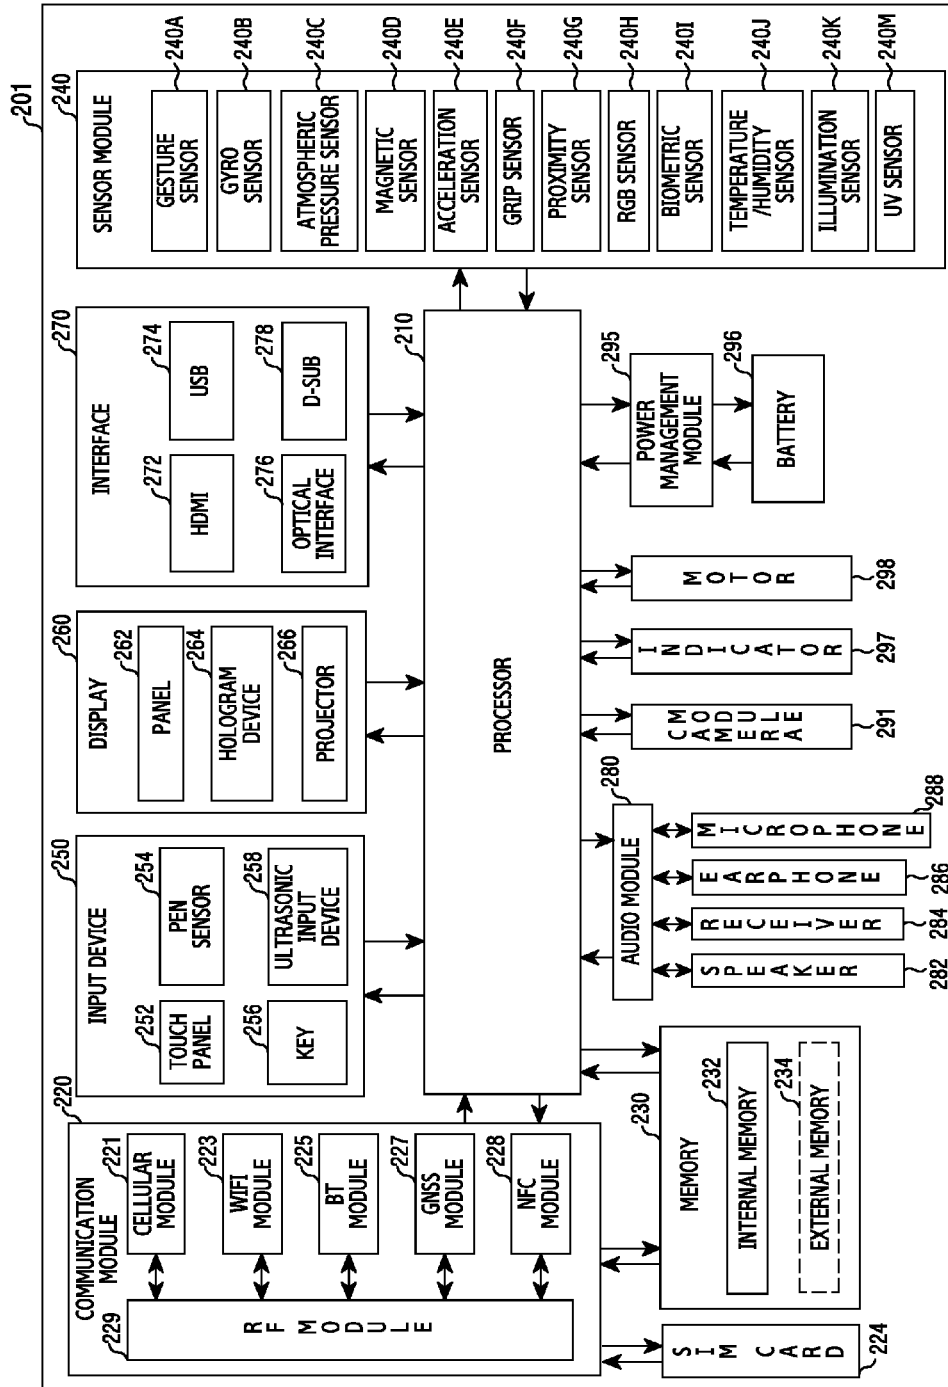 201
COMMUNICATION
MODULE
220
229
RF MODULE
221
CELLULAR
MODULE
223
WIFI
MODULE
225
BT
MODULE
227
GNSS
MODULE
228
NFC
MODULE
SIM CARD
224
INPUT DEVICE
250
252
TOUCH
PANEL
254
PEN
SENSOR
256
KEY
258
ULTRASONIC
INPUT
DEVICE
DISPLAY
260
262
PANEL
264
HOLOGRAM
DEVICE
266
PROJECTOR
INTERFACE
270
272
HDMI
274
USB
276
OPTICAL
INTERFACE
278
D-SUB
SENSOR MODULE
240
GESTURE
SENSOR
240A
GYRO
SENSOR
240B
ATMOSPHERIC
PRESSURE SENSOR
240C
MAGNETIC
SENSOR
240D
ACCELERATION
SENSOR
240E
GRIP SENSOR
240F
PROXIMITY
SENSOR
240G
RGB SENSOR
240H
BIOMETRIC
SENSOR
240I
TEMPERATURE
/HUMIDITY
SENSOR
240J
ILLUMINATION
SENSOR
240K
UV SENSOR
240M
PROCESSOR
210
230
MEMORY
232
INTERNAL MEMORY
234
EXTERNAL MEMORY
AUDIO MODULE
280
SPEAKER
282
RECEIVER
284
EARPHONE
286
MICROPHONE
288
CAMERA
MODULE
291
INDICATOR
297
MOTOR
298
POWER
MANAGEMENT
MODULE
295
BATTERY
296